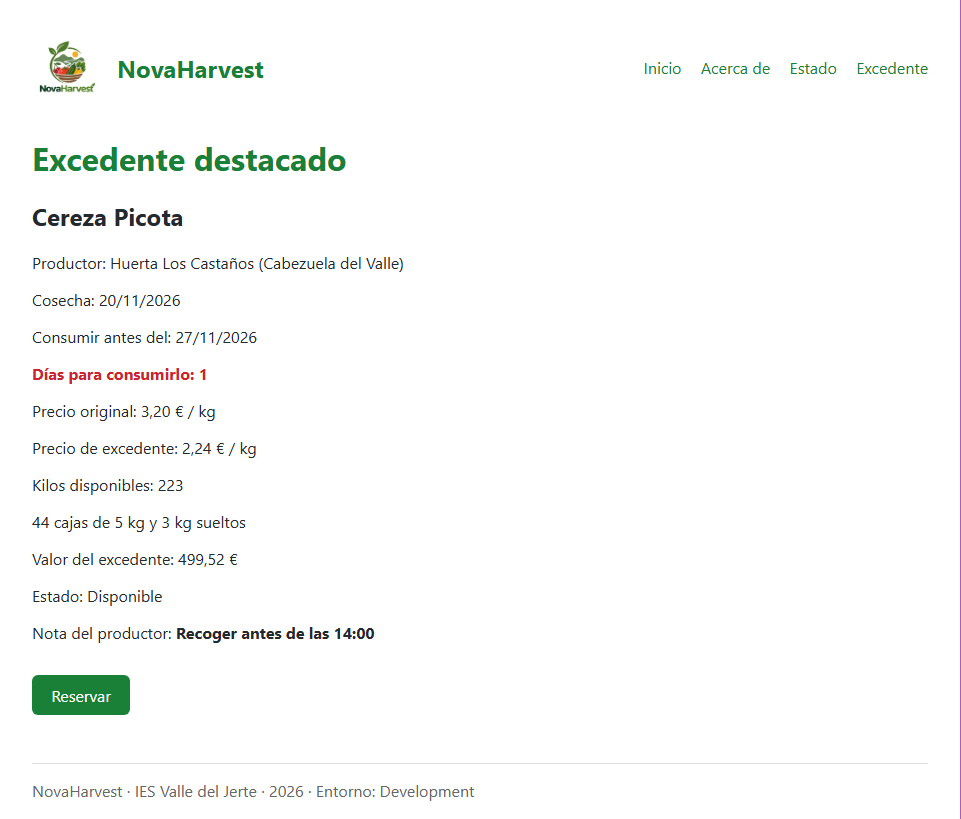 NovaHarvest
NovaHarvest
Inicio Acerca de Estado Excedente
Excedente destacado
Cereza Picota
Productor: Huerta Los Castaños (Cabezuela del Valle)
Cosecha: 20/11/2026
Consumir antes del: 27/11/2026
Días para consumirlo: 1
Precio original: 3,20 € / kg
Precio de excedente: 2,24 € / kg
Kilos disponibles: 223
44 cajas de 5 kg y 3 kg sueltos
Valor del excedente: 499,52 €
Estado: Disponible
Nota del productor: Recoger antes de las 14:00
Reservar
NovaHarvest · IES Valle del Jerte · 2026 · Entorno: Development